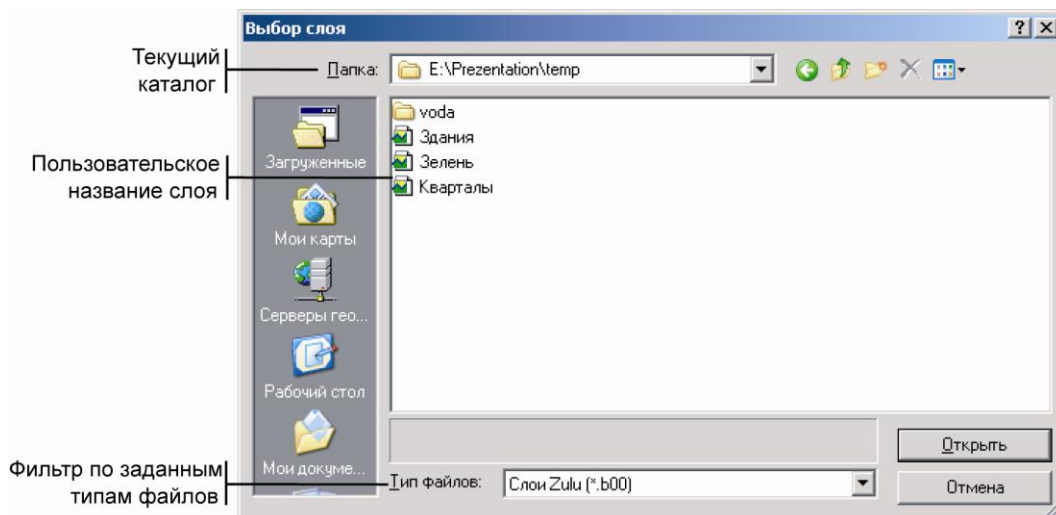 Выбор слоя
Текущий
каталог
Папка:
E:\Prezentation\temp
voda
Здания
Зелень
Кварталы
Пользовательское
название слоя
Загруженные
Мои карты
Серверы гео...
Рабочий стол
Мои докуме...
Открыть
Фильтр по заданным
типам файлов
Тип файлов:
Слои Zulu (*.b00)
Отмена